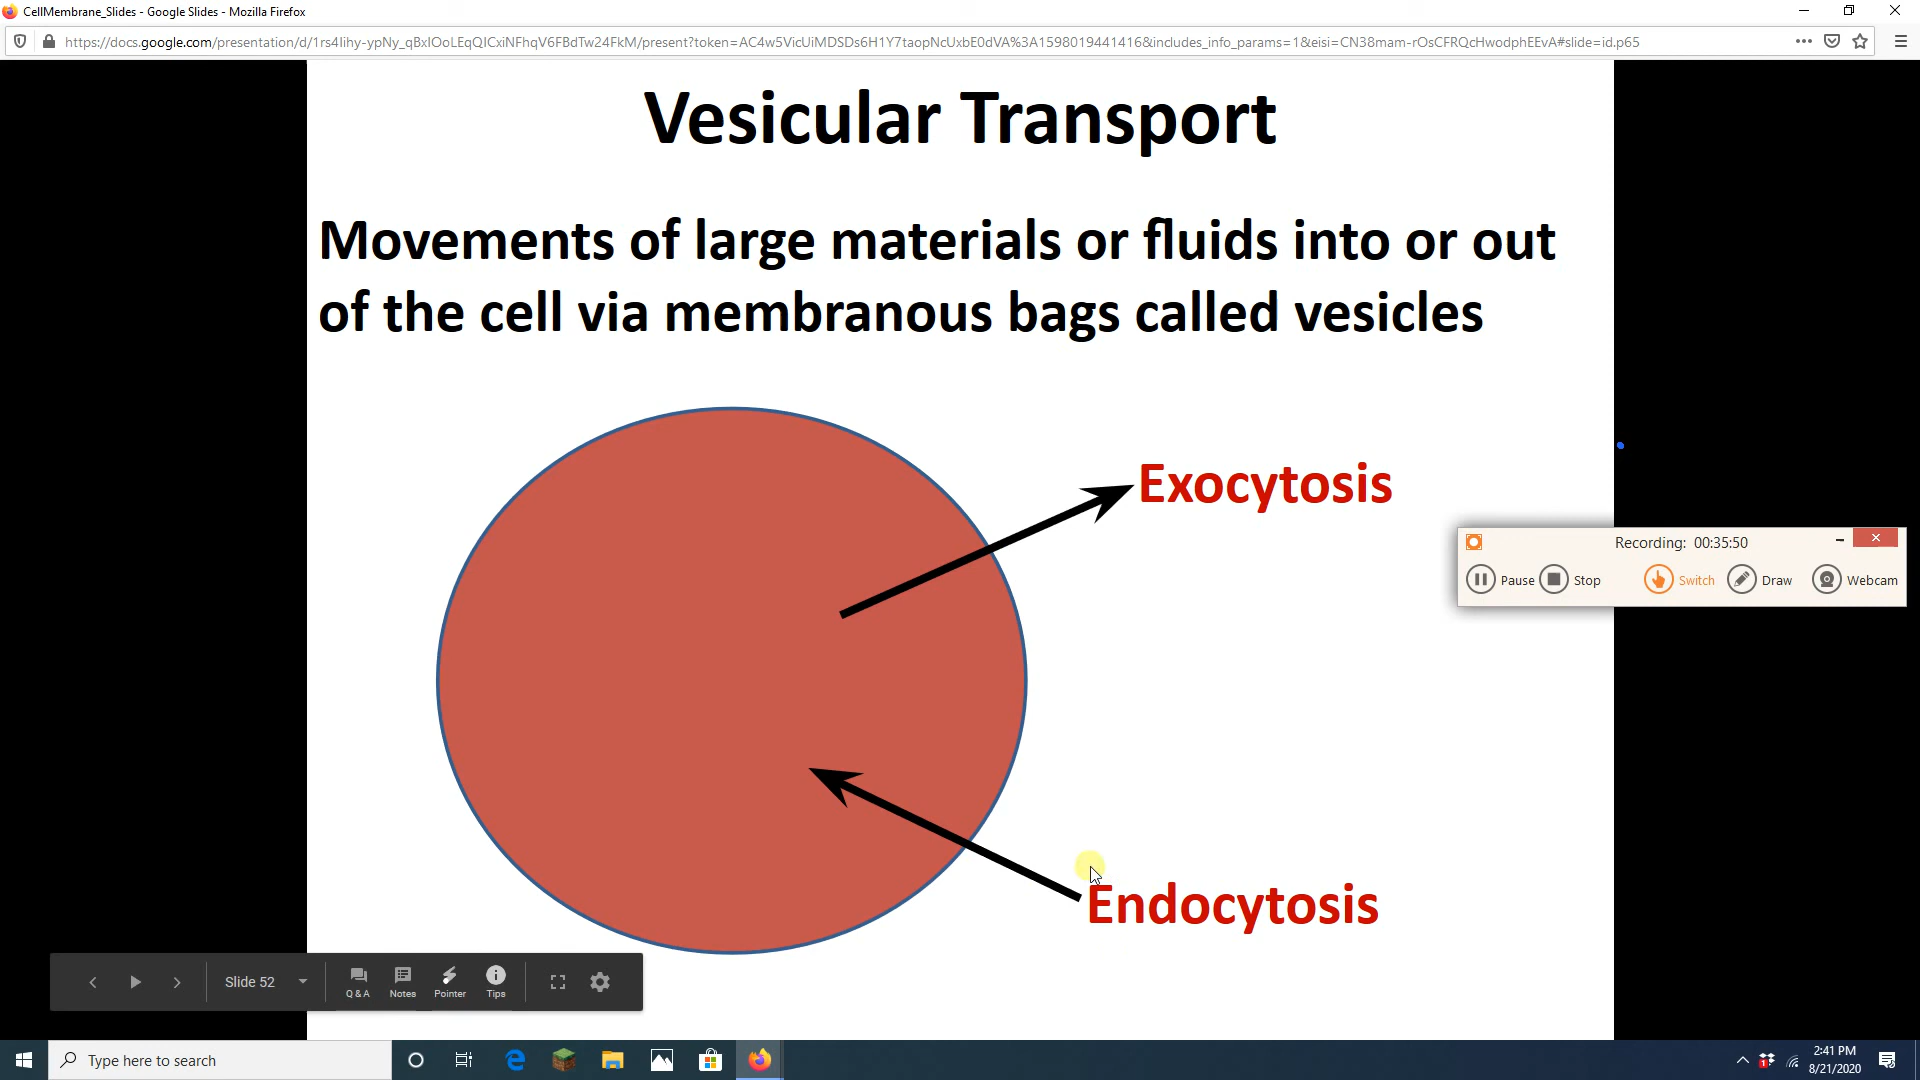 CellMembrane_Slides - Google Slides - Mozilla Firefox
https://docs.google.com/presentation/d/1rs4Iihy-ypNy_qBxIOoLEqQICxiNFhqV6FBdTw24FkM/present?token=AC4w5VicUiMDSDs6H1Y7taopNcUxbE0dVA%3A1598019441416&includes_info_params=1&eisi=CN38mam-rOsCFRQcHwodphEEvA#slide=id.p65
Vesicular Transport
Movements of large materials or fluids into or out
of the cell via membranous bags called vesicles
Exocytosis
Recording: 00:35:50
Pause Stop Switch Draw Webcam
Endocytosis
Slide 52
Q & A Notes Pointer Tips
Type here to search
1
2:41 PM
8/21/2020